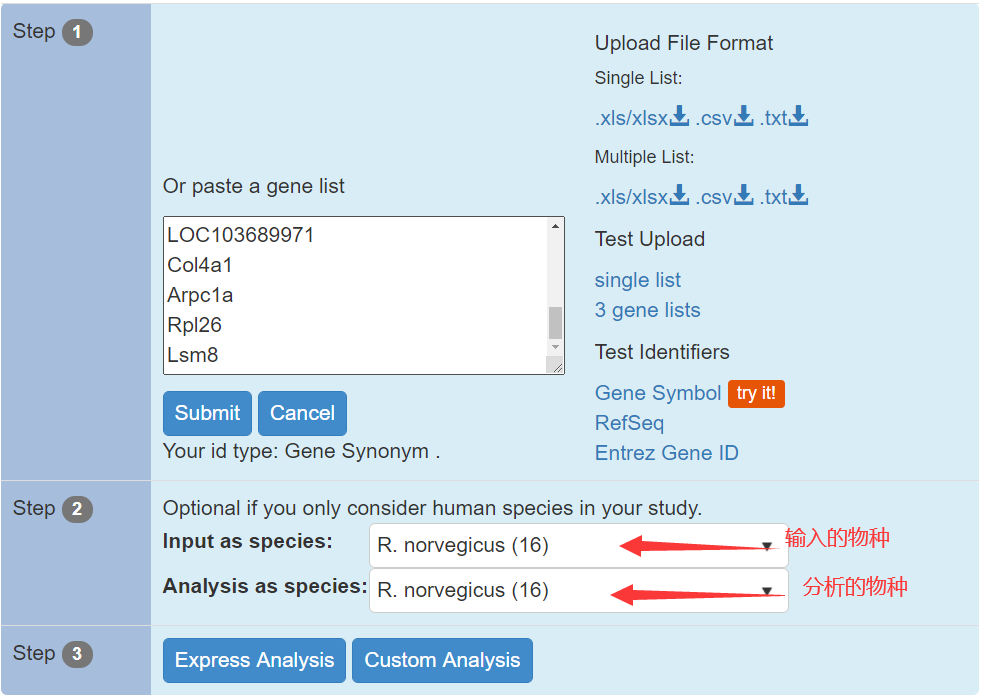 Step 1
Upload File Format
Single List:
.xls/xlsx .csv .txt
Multiple List:
.xls/xlsx .csv .txt
Or paste a gene list
LOC103689971
Col4a1
Arpc1a
Rpl26
Lsm8
Test Upload
single list
3 gene lists
Test Identifiers
Gene Symbol try it!
RefSeq
Entrez Gene ID
Submit Cancel
Your id type: Gene Synonym .
Step 2
Optional if you only consider human species in your study.
Input as species: R. norvegicus (16) 输入的物种
Analysis as species: R. norvegicus (16) 分析的物种
Step 3
Express Analysis Custom Analysis